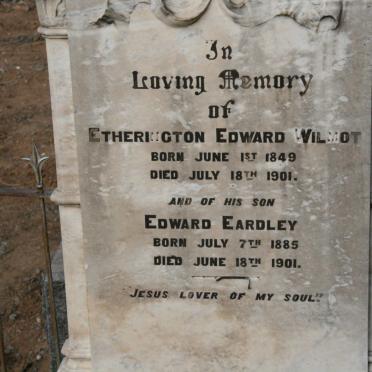 In
Loving Memory
of
ETHERINGTON EDWARD WILMOT
BORN JUNE 1ST 1849
DIED JULY 18TH 1901.
AND OF HIS SON
EDWARD EARDLEY
BORN JULY 7TH 1885
DIED JUNE 18TH 1901.
"JESUS LOVER OF MY SOUL"